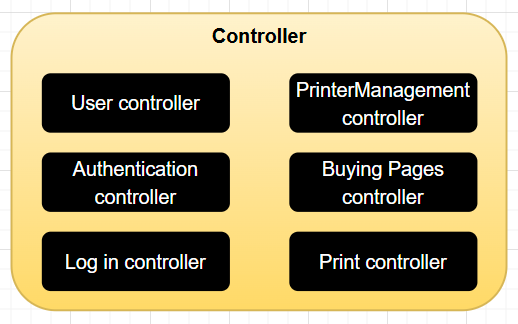 Controller
User controller
PrinterManagement
controller
Authentication
controller
Buying Pages
controller
Log in controller
Print controller